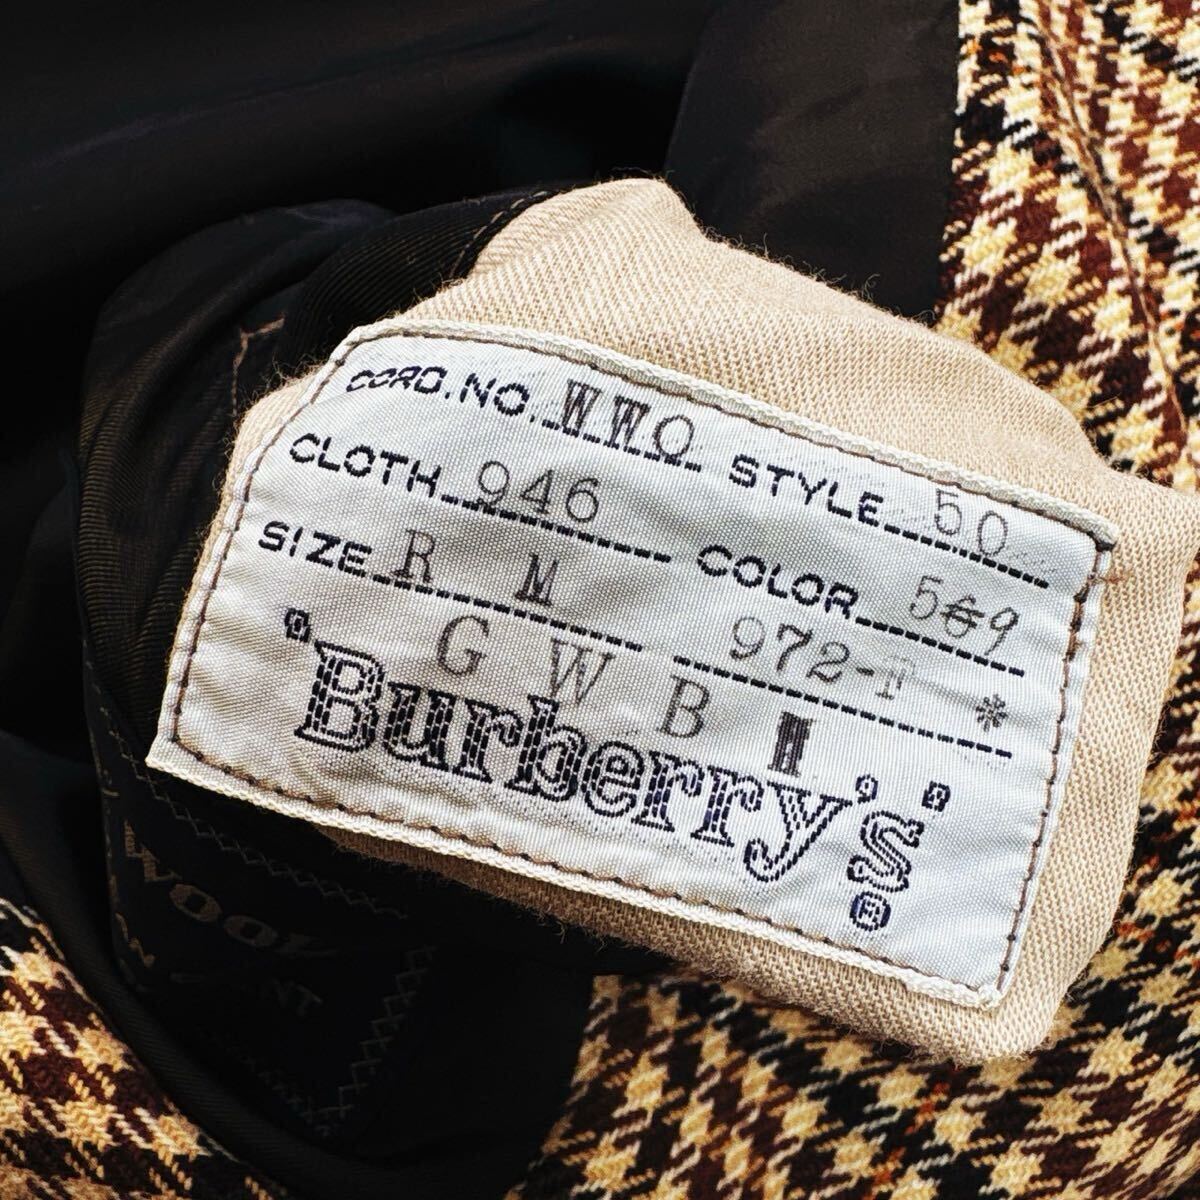 CORD.NO. WWO STYLE 50
CLOTH 946 COLOR 569
SIZE R M 972-F *
G W B
"Burberry's" ®
WOOL